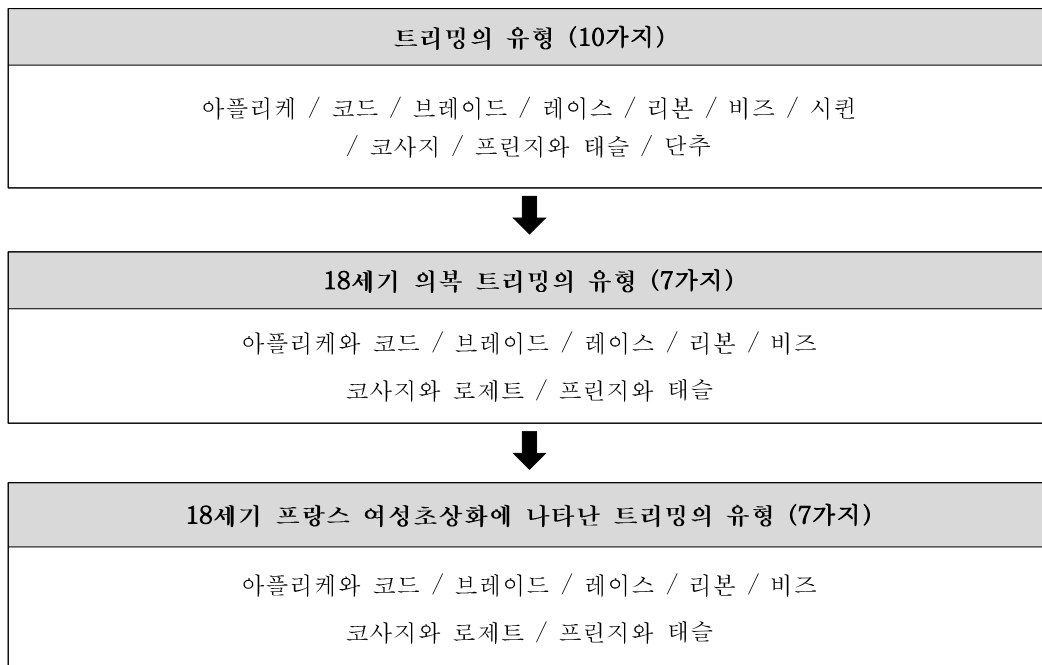 트리밍의 유형 (10가지)
아플리케 / 코드 / 브레이드 / 레이스 / 리본 / 비즈 / 시퀸
/ 코사지 / 프린지와 태슬 / 단추
18세기 의복 트리밍의 유형 (7가지)
아플리케와 코드 / 브레이드 / 레이스 / 리본 / 비즈
코사지와 로제트 / 프린지와 태슬
18세기 프랑스 여성초상화에 나타난 트리밍의 유형 (7가지)
아플리케와 코드 / 브레이드 / 레이스 / 리본 / 비즈
코사지와 로제트 / 프린지와 태슬